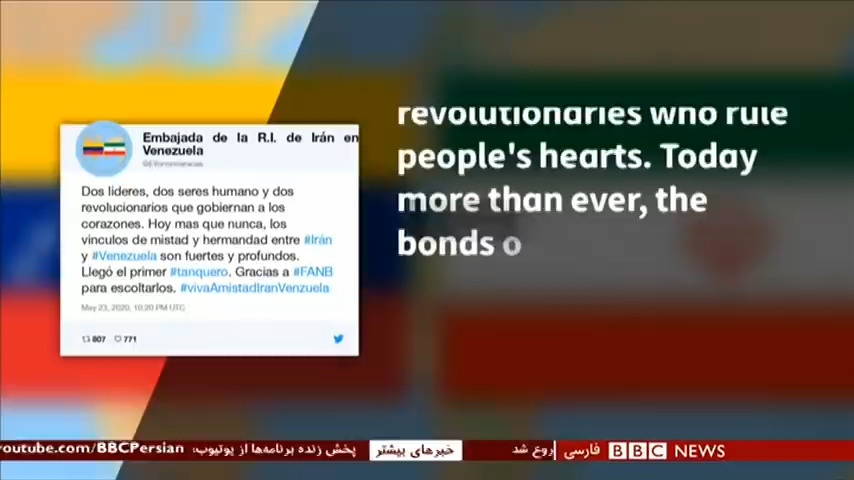 Embajada de la R.I. de Irán en
Venezuela
Dos lideres, dos seres humano y dos
revolucionarios que gobiernan a los
corazones. Hoy mas que nunca, los
vinculos de mistad y hermandad entre #Irán
y #Venezuela son fuertes y profundos.
Llegó el primer #tanquero. Gracias a #FANB
para escoltarlos. #vivaAmistadIranVenzuela
May 23, 2020, 10:20 PM UTC
807 771
revolutionaries who rule
people's hearts. Today
more than ever, the
bonds o
youtube.com/BBCPersian پخش زنده برنامه‌ها از یوتیوب:
خبرهای بیشتر
روع شد
فارسی BBC NEWS